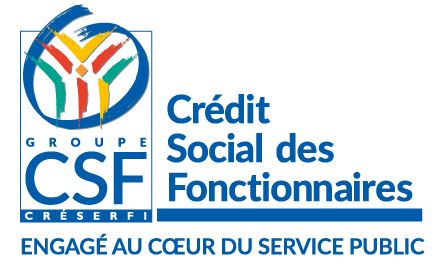 GROUPE
CSF
CRÉSERFI
Crédit
Social des
Fonctionnaires
ENGAGÉ AU CŒUR DU SERVICE PUBLIC